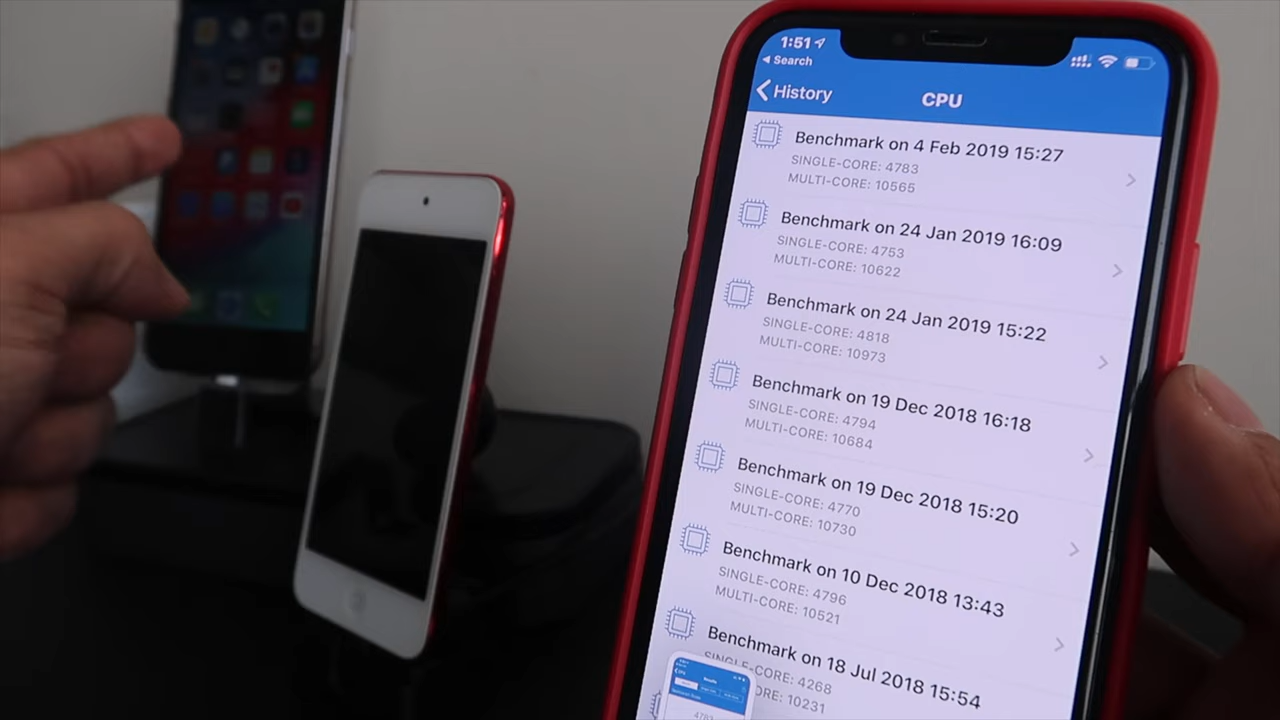 1:51
Search
History
CPU
Benchmark on 4 Feb 2019 15:27
SINGLE-CORE: 4783
MULTI-CORE: 10565
Benchmark on 24 Jan 2019 16:09
SINGLE-CORE: 4753
MULTI-CORE: 10622
Benchmark on 24 Jan 2019 15:22
SINGLE-CORE: 4818
MULTI-CORE: 10973
Benchmark on 19 Dec 2018 16:18
SINGLE-CORE: 4794
MULTI-CORE: 10684
Benchmark on 19 Dec 2018 15:20
SINGLE-CORE: 4770
MULTI-CORE: 10730
Benchmark on 10 Dec 2018 13:43
SINGLE-CORE: 4796
MULTI-CORE: 10521
Benchmark on 18 Jul 2018 15:54
SINGLE-CORE: 4268
ORE: 10231